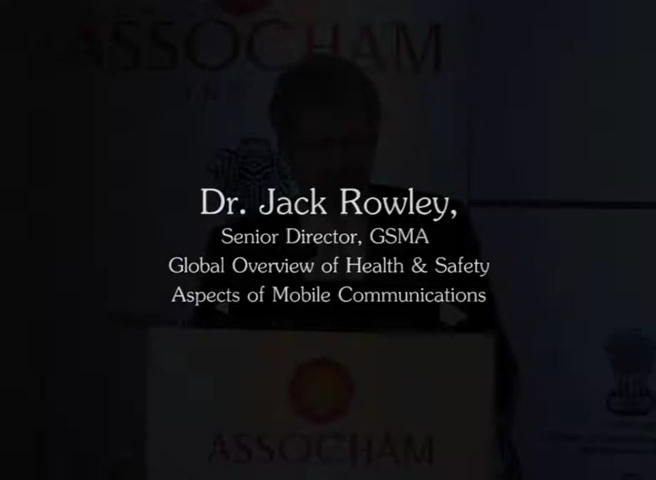 ASSOCHAM
Dr. Jack Rowley,
Senior Director, GSMA
Global Overview of Health & Safety
Aspects of Mobile Communications
ASSOCHAM